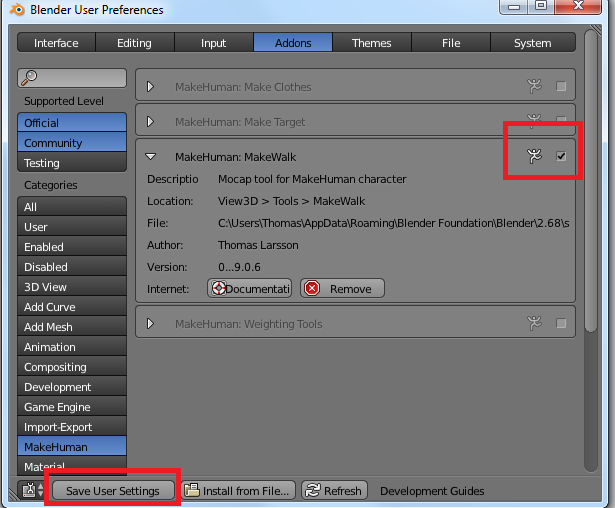 Blender User Preferences
Interface Editing Input Addons Themes File System
MakeHuman: Make Clothes
Supported Level
MakeHuman: Make Target
Official
Community
MakeHuman: MakeWalk
Testing
Descriptio Mocap tool for MakeHuman character
Categories
Location: View3D > Tools > MakeWalk
All
File: C:\Users\Thomas\AppData\Roaming\Blender Foundation\Blender\2.68\s
User
Author: Thomas Larsson
Enabled
Version: 0...9.0.6
Disabled
Internet: Documentati Remove
3D View
Add Curve
MakeHuman: Weighting Tools
Add Mesh
Animation
Compositing
Development
Game Engine
Import-Export
MakeHuman
Material
Save User Settings Install from File... Refresh Development Guides